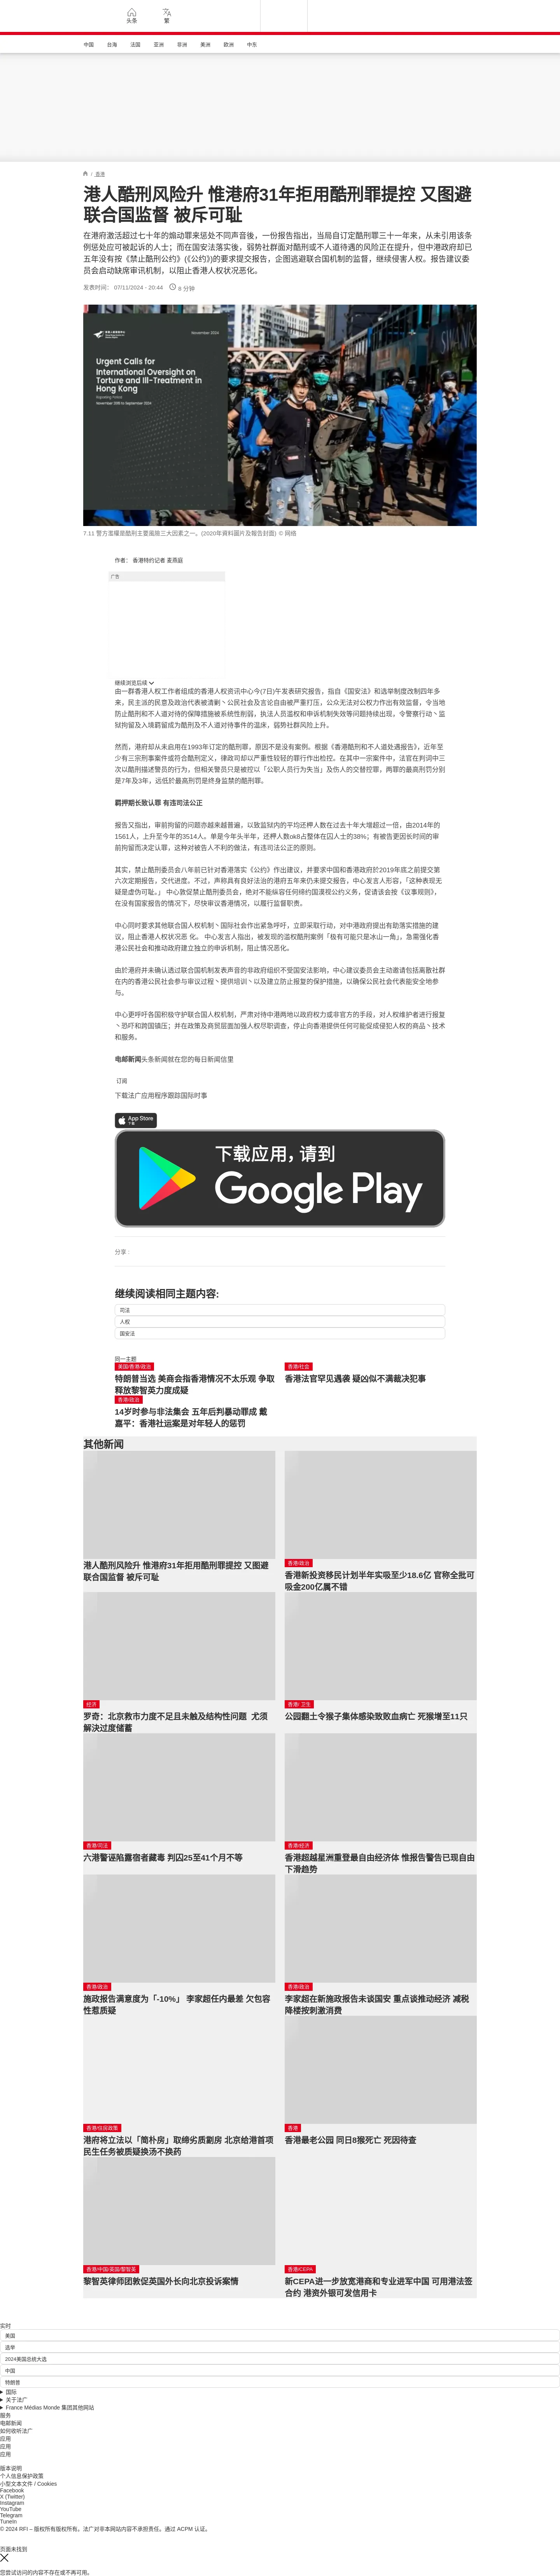 头条
繁
中国 台海 法国 亚洲 非洲 美洲 欧洲 中东
/ 香港
港人酷刑风险升 惟港府31年拒用酷刑罪提控 又图避
联合国监督 被斥可耻
在港府激活超过七十年的煽动罪来惩处不同声音後，一份报告指出，当局自订定酷刑罪三十一年来，从未引用该条
例惩处应可被起诉的人士；而在国安法落实後，弱势社群面对酷刑或不人道待遇的风险正在提升，但中港政府却已
五年没有按《禁止酷刑公约》(《公约》)的要求提交报告，企图逃避联合国机制的监督，继续侵害人权。报告建议委
员会启动缺席审讯机制，以阻止香港人权状况恶化。
发表时间： 07/11/2024 - 20:44
8 分钟
November 2024
Urgent Calls for
International Oversight on
Torture and Ill-Treatment in
Hong Kong
Reporting Period:
November 2018 to September 2024
7.11 警方濫權是酷刑主要風險三大因素之一。(2020年資料圖片及報告封面) © 网络
作者： 香港特约记者 麦燕庭
广告
继续浏览后续
由一群香港人权工作者组成的香港人权资讯中心今(7日)午发表研究报告，指自《国安法》和选举制度改制四年多
来，民主派的民意及政治代表被清剿丶公民社会及言论自由被严重打压，公众无法对公权力作出有效监督，令当地
防止酷刑和不人道对待的保障措施被系统性削弱，执法人员滥权和申诉机制失效等问题持续出现，令警察行动丶监
狱拘留及入境羁留成为酷刑及不人道对待事件的温床，弱势社群风险上升。
然而，港府却从未启用在1993年订定的酷刑罪，原因不是没有案例。根据《香港酷刑和不人道处遇报告》，近年至
少有三宗刑事案件或符合酷刑定义，律政司却以严重性较轻的罪行作出检控。在其中一宗案件中，法官在判词中三
次以酷刑描述警员的行为，但相关警员只是被控以「公职人员行为失当」及伤人的交替控罪，两罪的最高刑罚分别
是7年及3年，远低於最高刑罚是终身监禁的酷刑罪。
羁押期长致认罪 有违司法公正
报告又指出，审前拘留的问题亦越来越普遍，以致监狱内的平均还柙人数在过去十年大增超过一倍，由2014年的
1561人，上升至今年的3514人。单是今年头半年，还柙人数ok8占整体在囚人士的38%；有被告更因长时间的审
前拘留而决定认罪，这种对被告人不利的做法，有违司法公正的原则。
其实，禁止酷刑委员会八年前已针对香港落实《公约》作出建议，并要求中国和香港政府於2019年底之前提交第
六次定期报告，交代进度。不过，声称具有良好法治的港府五年来仍未提交报告，中心发言人形容，「这种表现无
疑是虚伪可耻。」 中心敦促禁止酷刑委员会，绝对不能纵容任何缔约国漠视公约义务，促请该会按《议事规则》，
在没有国家报告的情况下，尽快审议香港情况，以履行监督职责。
中心同时要求其他联合国人权机制丶国际社会作出紧急呼吁，立即采取行动，对中港政府提出有助落实措施的建
议，阻止香港人权状况恶 化。 中心发言人指出，被发现的滥权酷刑案例「极有可能只是冰山一角」，急需强化香
港公民社会和推动政府建立独立的申诉机制，阻止情况恶化。
由於港府并未确认透过联合国机制发表声音的非政府组织不受国安法影响，中心建议委员会主动邀请包括离散社群
在内的香港公民社会参与审议过程丶提供培训丶以及建立防止报复的保护措施，以确保公民社会代表能安全地参
与。
中心更呼吁各国积极守护联合国人权机制，严肃对待中港两地以政府权力或非官方的手段，对人权维护者进行报复
丶恐吓和跨国镇压；并在政策及商贸层面加强人权尽职调查，停止向香港提供任何可能促成侵犯人权的商品丶技术
和服务。
电邮新闻头条新闻就在您的每日新闻信里
订阅
下载法广应用程序跟踪国际时事
App Store
下载
下载应用，请到
Google Play
分享 :
继续阅读相同主题内容:
司法
人权
国安法
同一主题
美国/香港/政治
特朗普当选 美商会指香港情况不太乐观 争取
释放黎智英力度成疑
香港/社会
香港法官罕见遇袭 疑凶似不满裁决犯事
香港/政治
14岁时参与非法集会 五年后判暴动罪成 戴
嘉平：香港社运案是对年轻人的惩罚
其他新闻
港人酷刑风险升 惟港府31年拒用酷刑罪提控 又图避
联合国监督 被斥可耻
香港/政治
香港新投资移民计划半年实吸至少18.6亿 官称全批可
吸金200亿属不错
经济
罗奇：北京救市力度不足且未触及结构性问题 尤须
解决过度储蓄
香港/ 卫生
公园翻土令猴子集体感染致败血病亡 死猴增至11只
香港/司法
六港警诬陷露宿者藏毒 判囚25至41个月不等
香港/经济
香港超越星洲重登最自由经济体 惟报告警告已现自由
下滑趋势
香港/政治
施政报告满意度为「-10%」 李家超任内最差 欠包容
性惹质疑
香港/政治
李家超在新施政报告未谈国安 重点谈推动经济 减税
降楼按刺激消费
香港/住房政策
港府将立法以「简朴房」取缔劣质劏房 北京给港首项
民生任务被质疑换汤不换药
香港
香港最老公园 同日8猴死亡 死因待查
香港/中国/英国/黎智英
黎智英律师团敦促英国外长向北京投诉案情
香港/CEPA
新CEPA进一步放宽港商和专业进军中国 可用港法签
合约 港资外银可发信用卡
实时
美国
选举
2024美国总统大选
中国
特朗普
国际
关于法广
France Médias Monde 集团其他网站
服务
电邮新闻
如何收听法广
应用
应用
应用
版本说明
个人信息保护政策
小型文本文件 / Cookies
Facebook
X (Twitter)
Instagram
YouTube
Telegram
TuneIn
© 2024 RFI – 版权所有版权所有。法广对非本网站内容不承担责任。通过 ACPM 认证。
页面未找到
您尝试访问的内容不存在或不再可用。